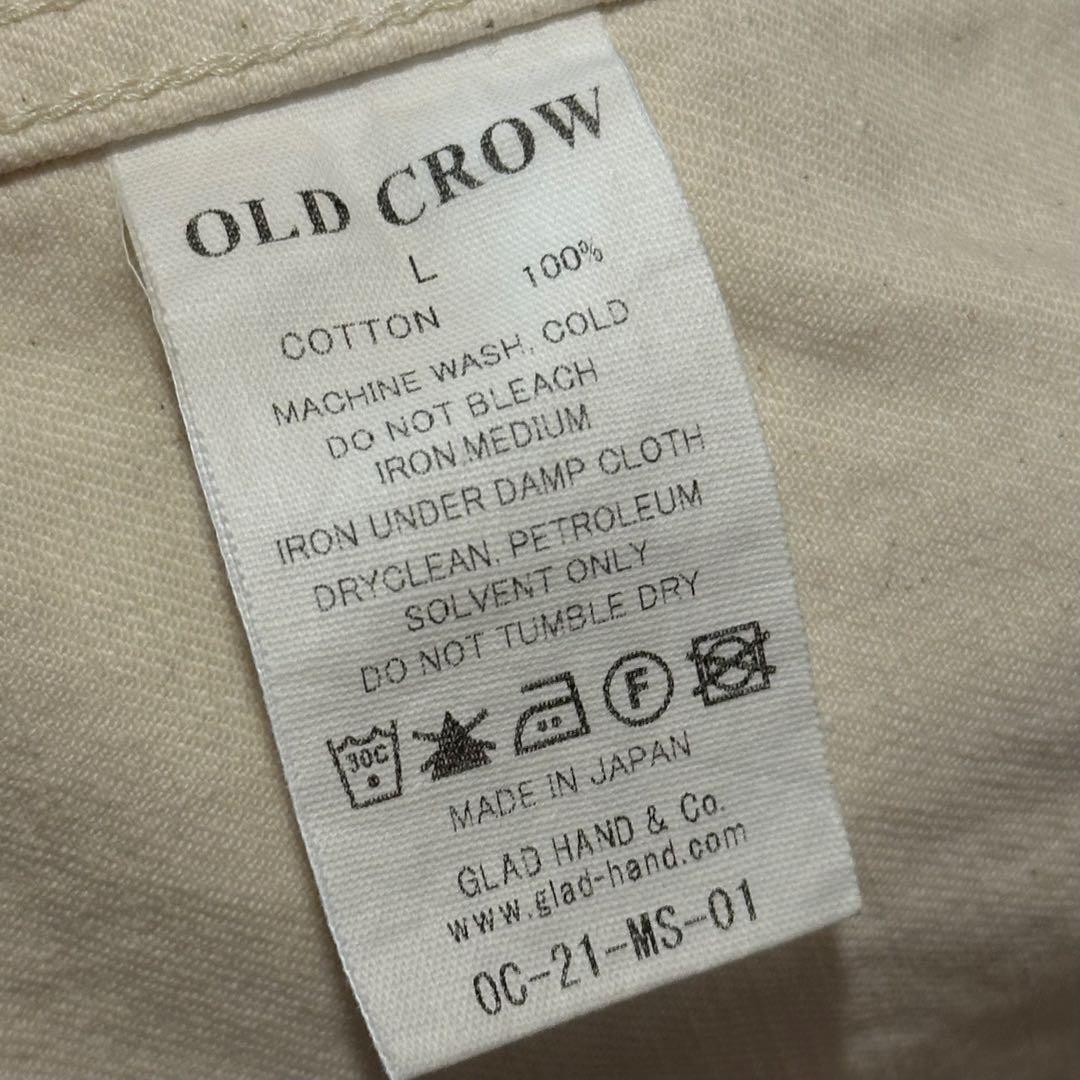 OLD CROW
L
COTTON 100%
MACHINE WASH, COLD
DO NOT BLEACH
IRON MEDIUM
IRON UNDER DAMP CLOTH
DRYCLEAN, PETROLEUM
SOLVENT ONLY
DO NOT TUMBLE DRY
30C F
MADE IN JAPAN
GLAD HAND & Co.
www.glad-hand.com
OC-21-MS-01